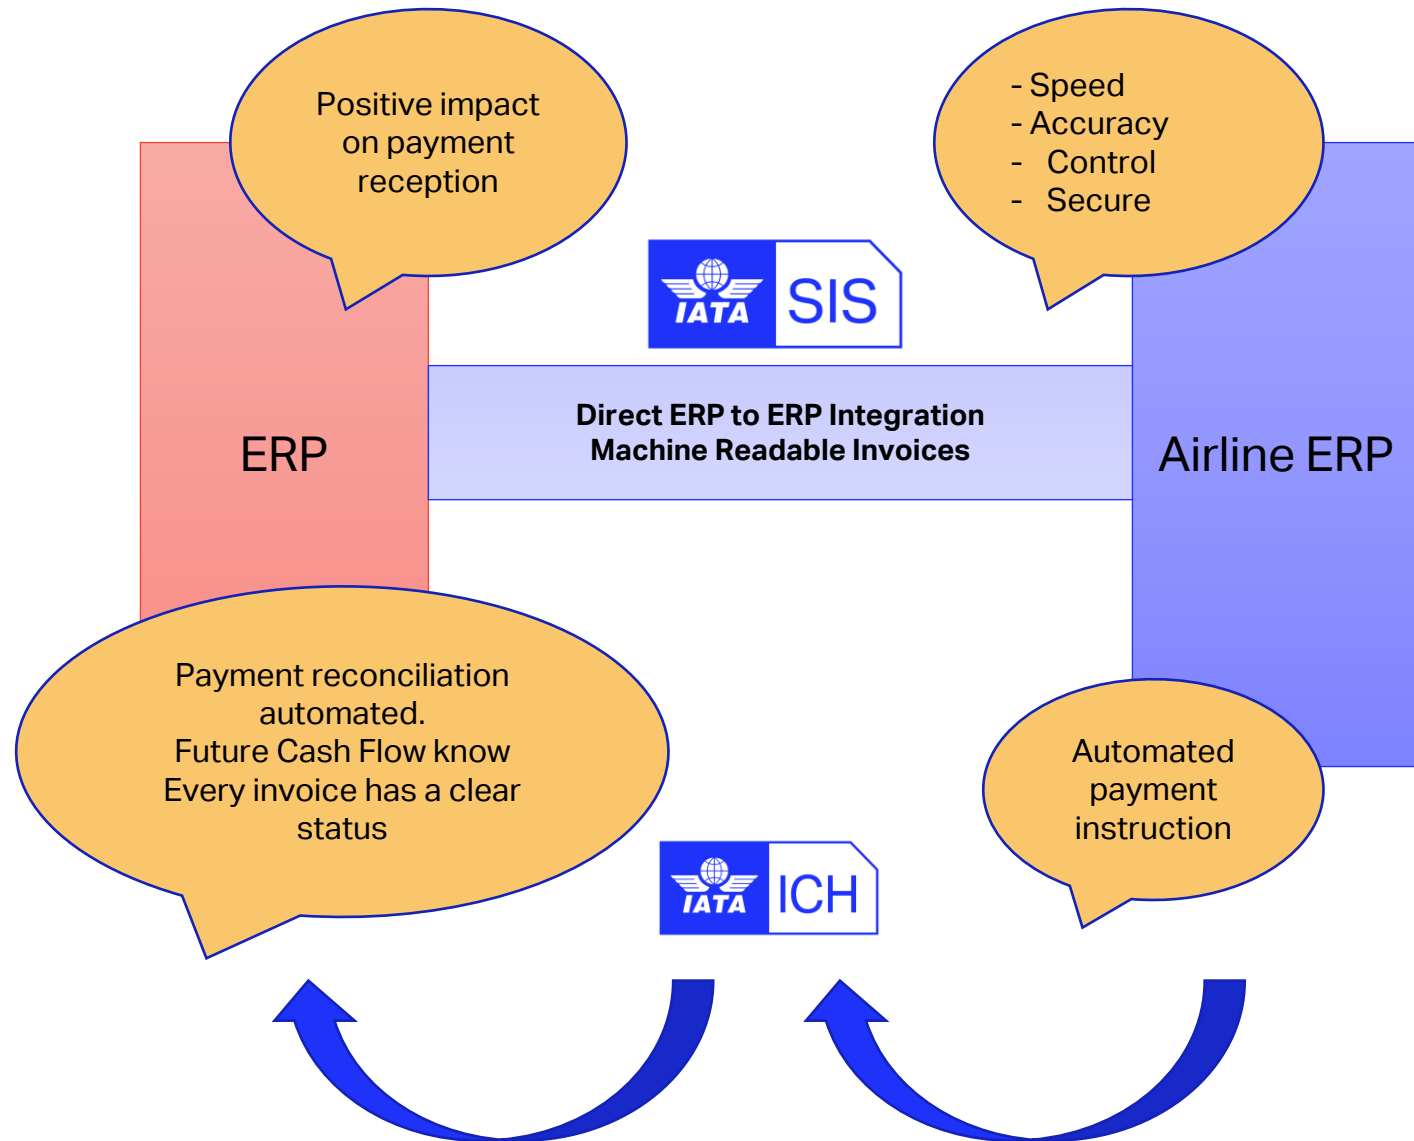 Positive impact
on payment
reception
- Speed
- Accuracy
- Control
- Secure
IATA SIS
Direct ERP to ERP Integration
Machine Readable Invoices
ERP
Airline ERP
Payment reconciliation
automated.
Future Cash Flow know
Every invoice has a clear
status
Automated
payment
instruction
IATA ICH